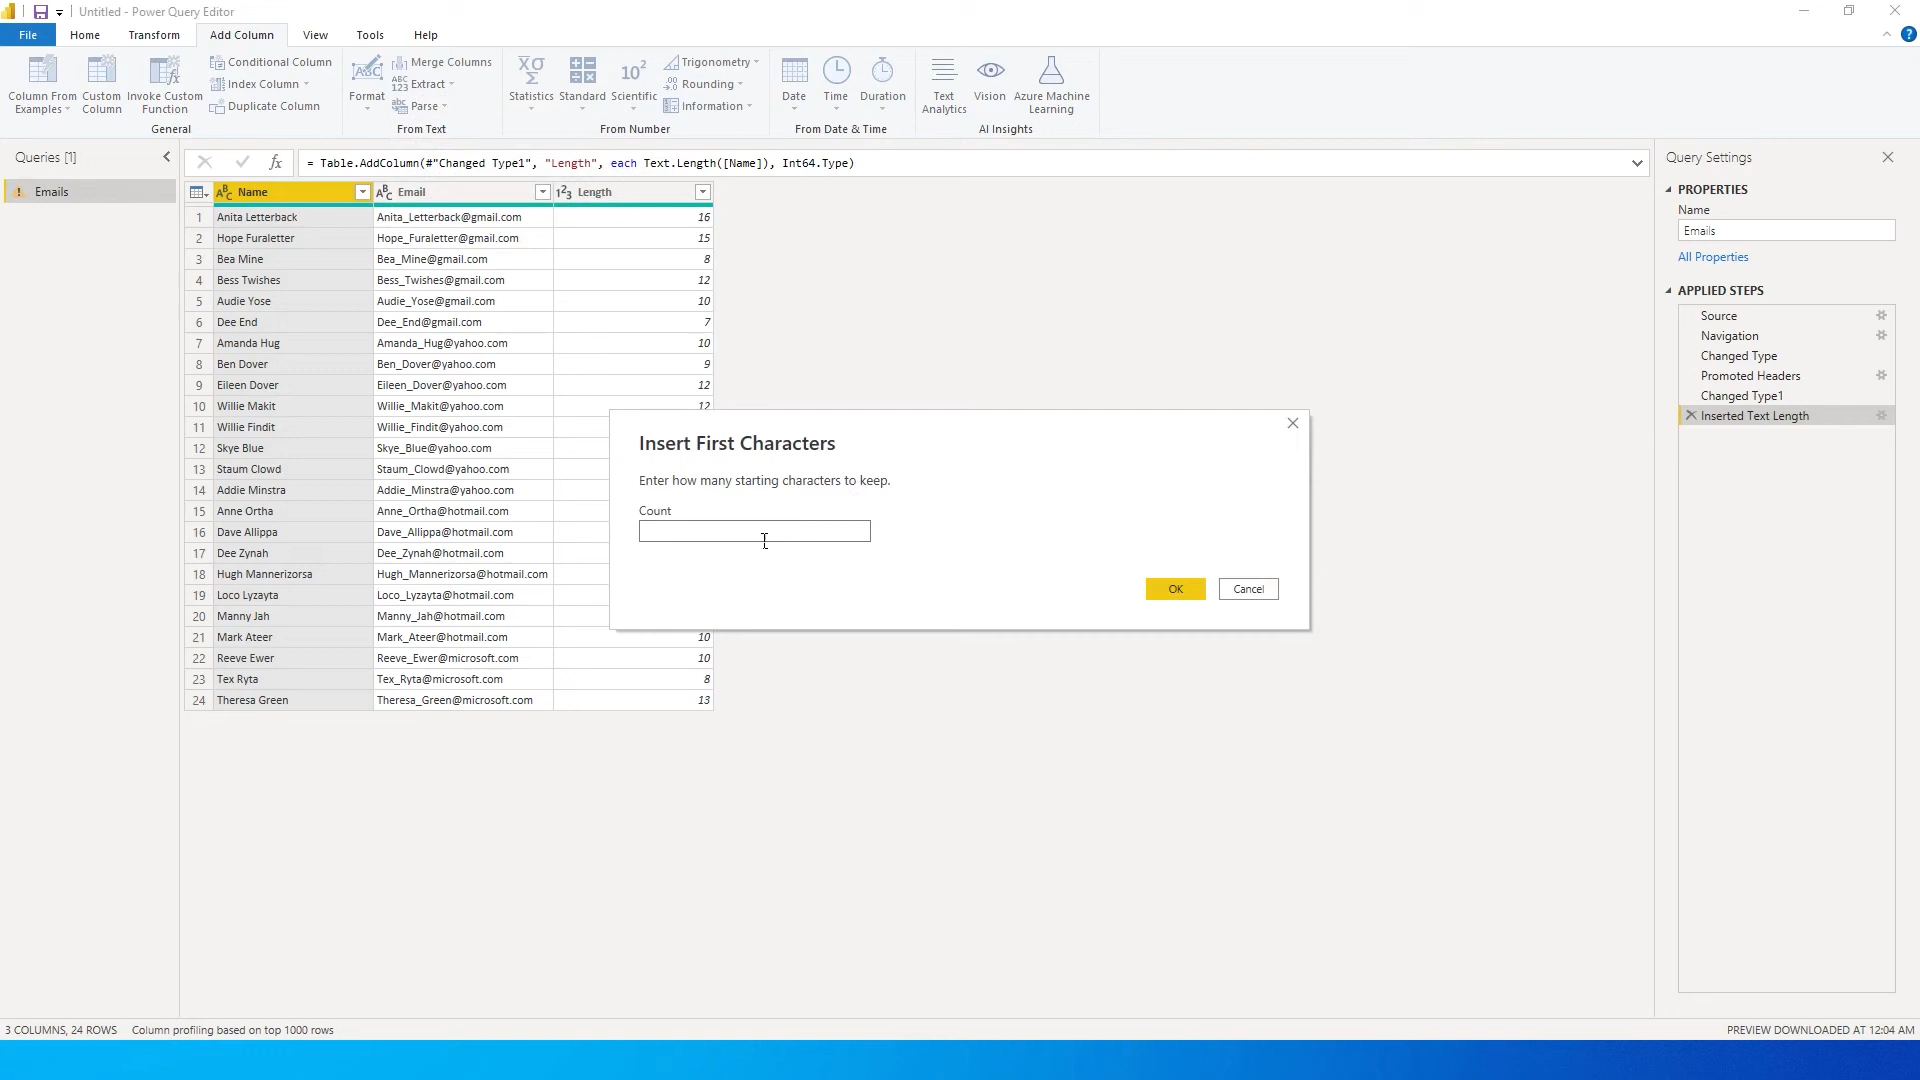 Untitled - Power Query Editor
File Home Transform Add Column View Tools Help
Column From Examples
Custom Column
Invoke Custom Function
Conditional Column
Index Column
Duplicate Column
General
Format
Merge Columns
Extract
Parse
From Text
Statistics
Standard
Scientific
Trigonometry
Rounding
Information
From Number
Date
Time
Duration
From Date & Time
Text Analytics
Vision
Azure Machine Learning
AI Insights
Queries [1]
Emails
= Table.AddColumn(#"Changed Type1", "Length", each Text.Length([Name]), Int64.Type)
Name Email Length
1 Anita Letterback Anita_Letterback@gmail.com 16
2 Hope Furaletter Hope_Furaletter@gmail.com 15
3 Bea Mine Bea_Mine@gmail.com 8
4 Bess Twishes Bess_Twishes@gmail.com 12
5 Audie Yose Audie_Yose@gmail.com 10
6 Dee End Dee_End@gmail.com 7
7 Amanda Hug Amanda_Hug@yahoo.com 10
8 Ben Dover Ben_Dover@yahoo.com 9
9 Eileen Dover Eileen_Dover@yahoo.com 12
10 Willie Makit Willie_Makit@yahoo.com 12
11 Willie Findit Willie_Findit@yahoo.com
12 Skye Blue Skye_Blue@yahoo.com
13 Staum Clowd Staum_Clowd@yahoo.com
14 Addie Minstra Addie_Minstra@yahoo.com
15 Anne Ortha Anne_Ortha@hotmail.com
16 Dave Allippa Dave_Allippa@hotmail.com
17 Dee Zynah Dee_Zynah@hotmail.com
18 Hugh Mannerizorsa Hugh_Mannerizorsa@hotmail.com
19 Loco Lyzayta Loco_Lyzayta@hotmail.com
20 Manny Jah Manny_Jah@hotmail.com
21 Mark Ateer Mark_Ateer@hotmail.com 10
22 Reeve Ewer Reeve_Ewer@microsoft.com 10
23 Tex Ryta Tex_Ryta@microsoft.com 8
24 Theresa Green Theresa_Green@microsoft.com 13
Insert First Characters
Enter how many starting characters to keep.
Count
OK Cancel
Query Settings
PROPERTIES
Name
Emails
All Properties
APPLIED STEPS
Source
Navigation
Changed Type
Promoted Headers
Changed Type1
Inserted Text Length
3 COLUMNS, 24 ROWS Column profiling based on top 1000 rows
PREVIEW DOWNLOADED AT 12:04 AM